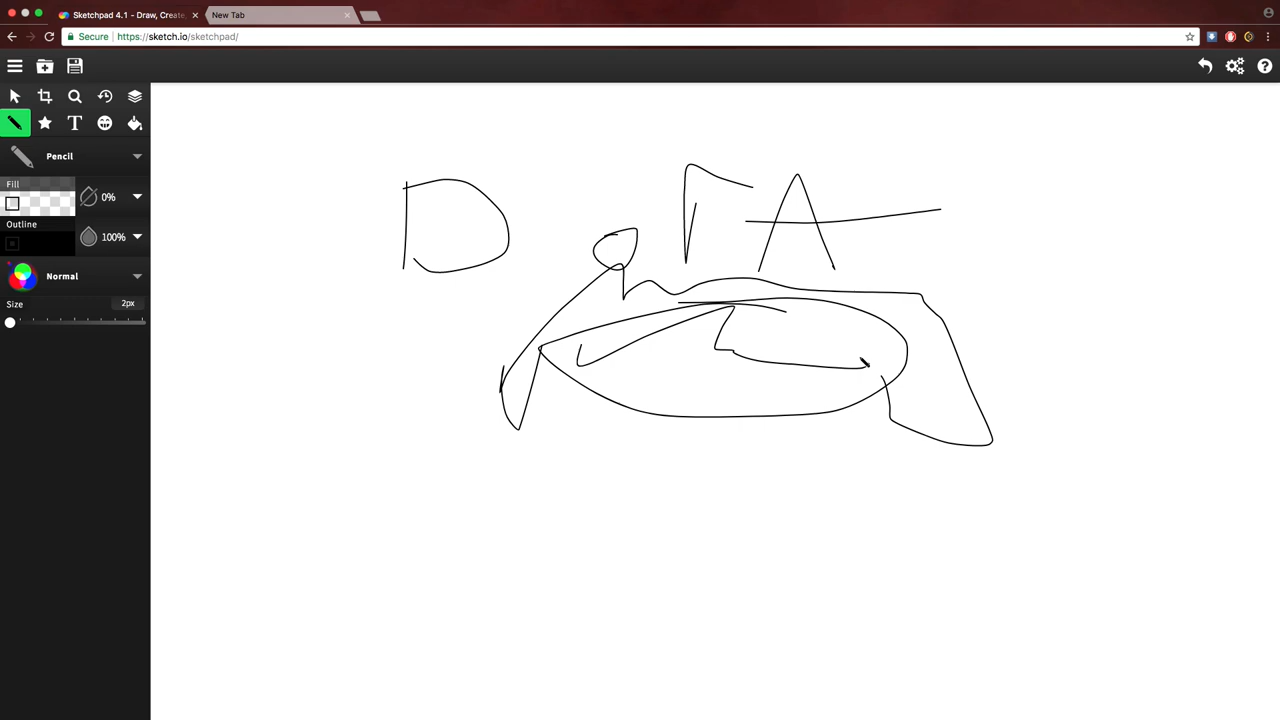 Sketchpad 4.1 - Draw, Create,
New Tab
Secure
https://sketch.io/sketchpad/
Pencil
Fill
0%
Outline
100%
Normal
Size
2px
D FA